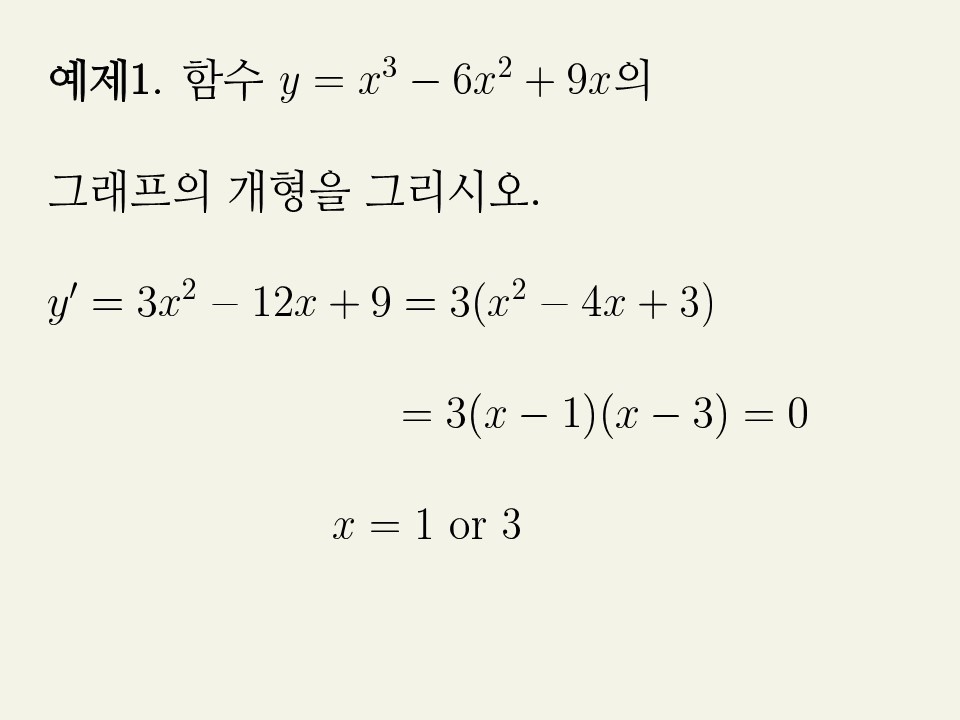 예제1. 함수 y = x³ − 6x² + 9x의
그래프의 개형을 그리시오.
y′ = 3x² − 12x + 9 = 3(x² − 4x + 3)
= 3(x − 1)(x − 3) = 0
x = 1 or 3